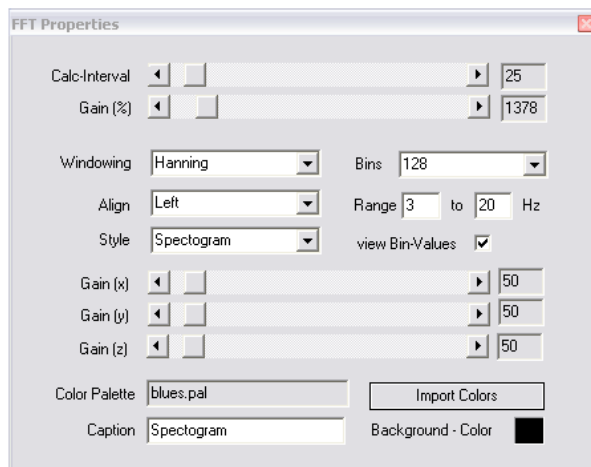 FFT Properties
Calc-Interval 25
Gain (%) 1378
Windowing Hanning Bins 128
Align Left Range 3 to 20 Hz
Style Spectogram view Bin-Values
Gain (x) 50
Gain (y) 50
Gain (z) 50
Color Palette blues.pal Import Colors
Caption Spectogram Background - Color